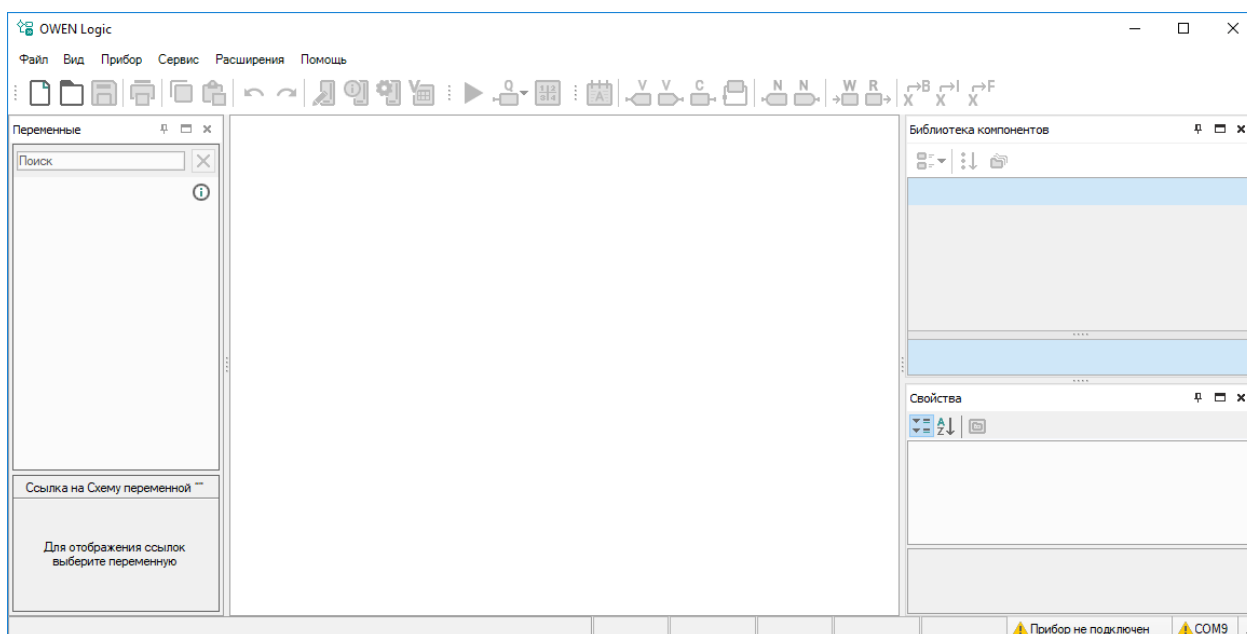 OWEN Logic
Файл Вид Прибор Сервис Расширения Помощь
Q V V C N N W R B I F
X X X
Переменные
Поиск
Ссылка на Схему переменной
Для отображения ссылок
выберите переменную
Библиотека компонентов
Свойства
Прибор не подключен COM9